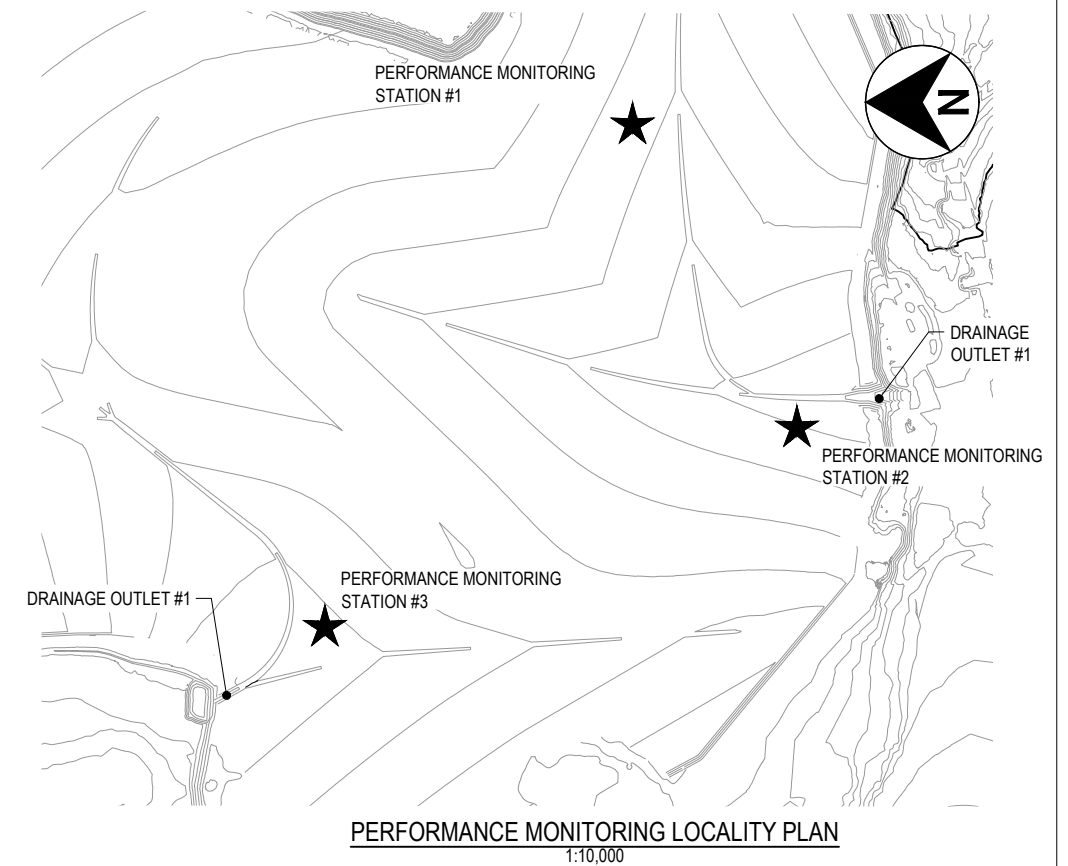 PERFORMANCE MONITORING
STATION #1
N
DRAINAGE
OUTLET #1
PERFORMANCE MONITORING
STATION #2
PERFORMANCE MONITORING
STATION #3
DRAINAGE OUTLET #1
PERFORMANCE MONITORING LOCALITY PLAN
1:10,000